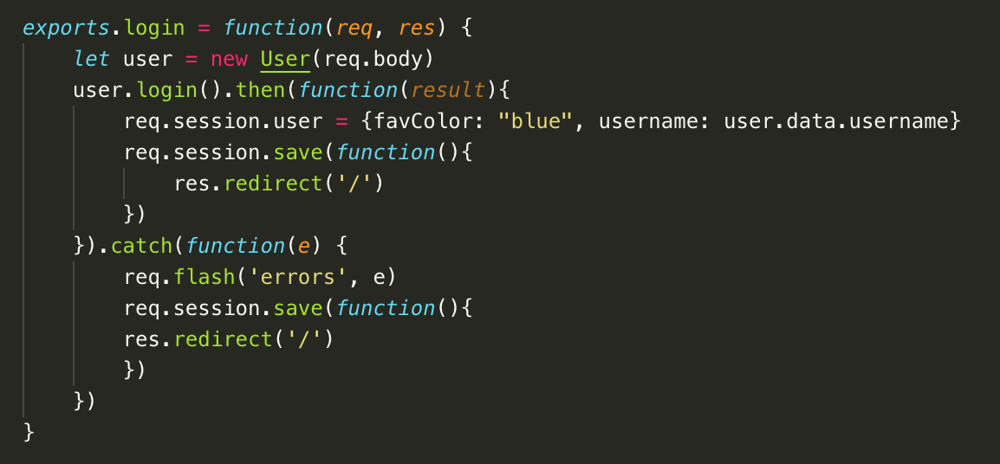 exports.login = function(req, res) {
    let user = new User(req.body)
    user.login().then(function(result){
        req.session.user = {favColor: "blue", username: user.data.username}
        req.session.save(function(){
            res.redirect('/')
        })
    }).catch(function(e) {
        req.flash('errors', e)
        req.session.save(function(){
        res.redirect('/')
        })
    })
}